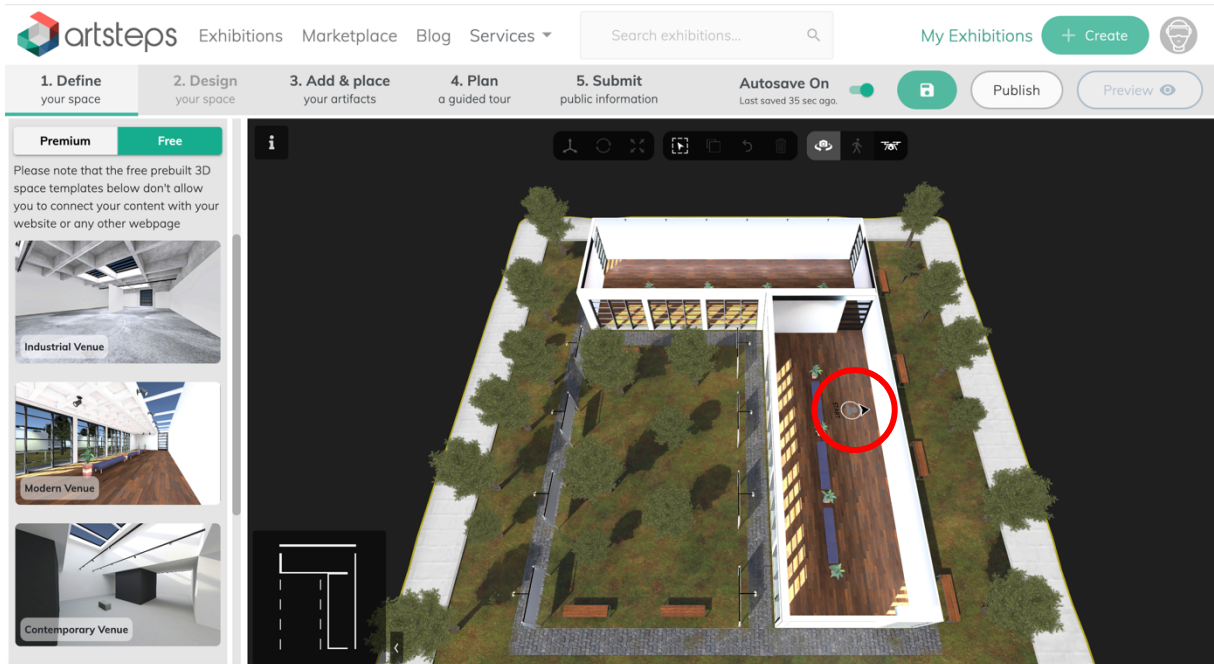 artsteps Exhibitions Marketplace Blog Services Search exhibitions... My Exhibitions + Create
1. Define
your space
2. Design
your space
3. Add & place
your artifacts
4. Plan
a guided tour
5. Submit
public information
Autosave On
Last saved 35 sec ago.
Publish
Preview
Premium Free
Please note that the free prebuilt 3D
space templates below don't allow
you to connect your content with your
website or any other webpage
Industrial Venue
Modern Venue
Contemporary Venue
i
START